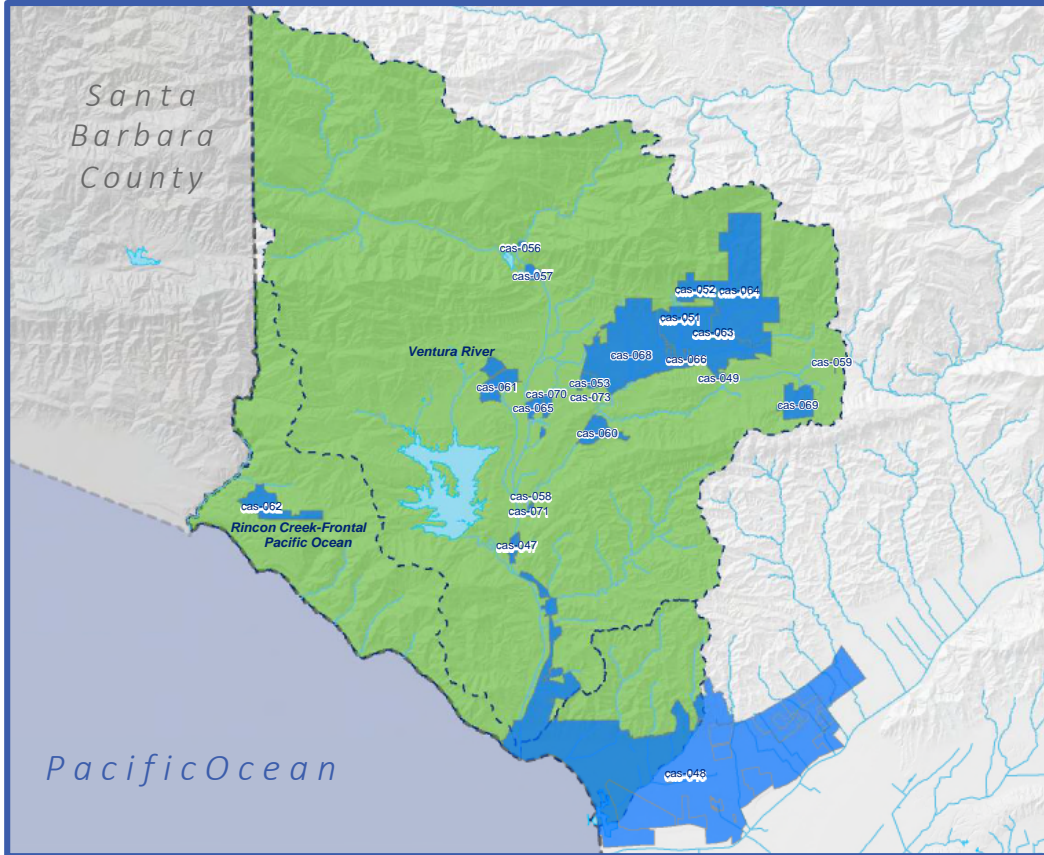 Santa
Barbara
County
cas-056
cas-057
cas-052
cas-064
cas-051
cas-063
Ventura River
cas-068
cas-066
cas-059
cas-061
cas-053
cas-049
cas-070
cas-073
cas-065
cas-069
cas-060
cas-058
cas-062
cas-071
Rincon Creek-Frontal
Pacific Ocean
cas-047
Pacific Ocean
cas-048